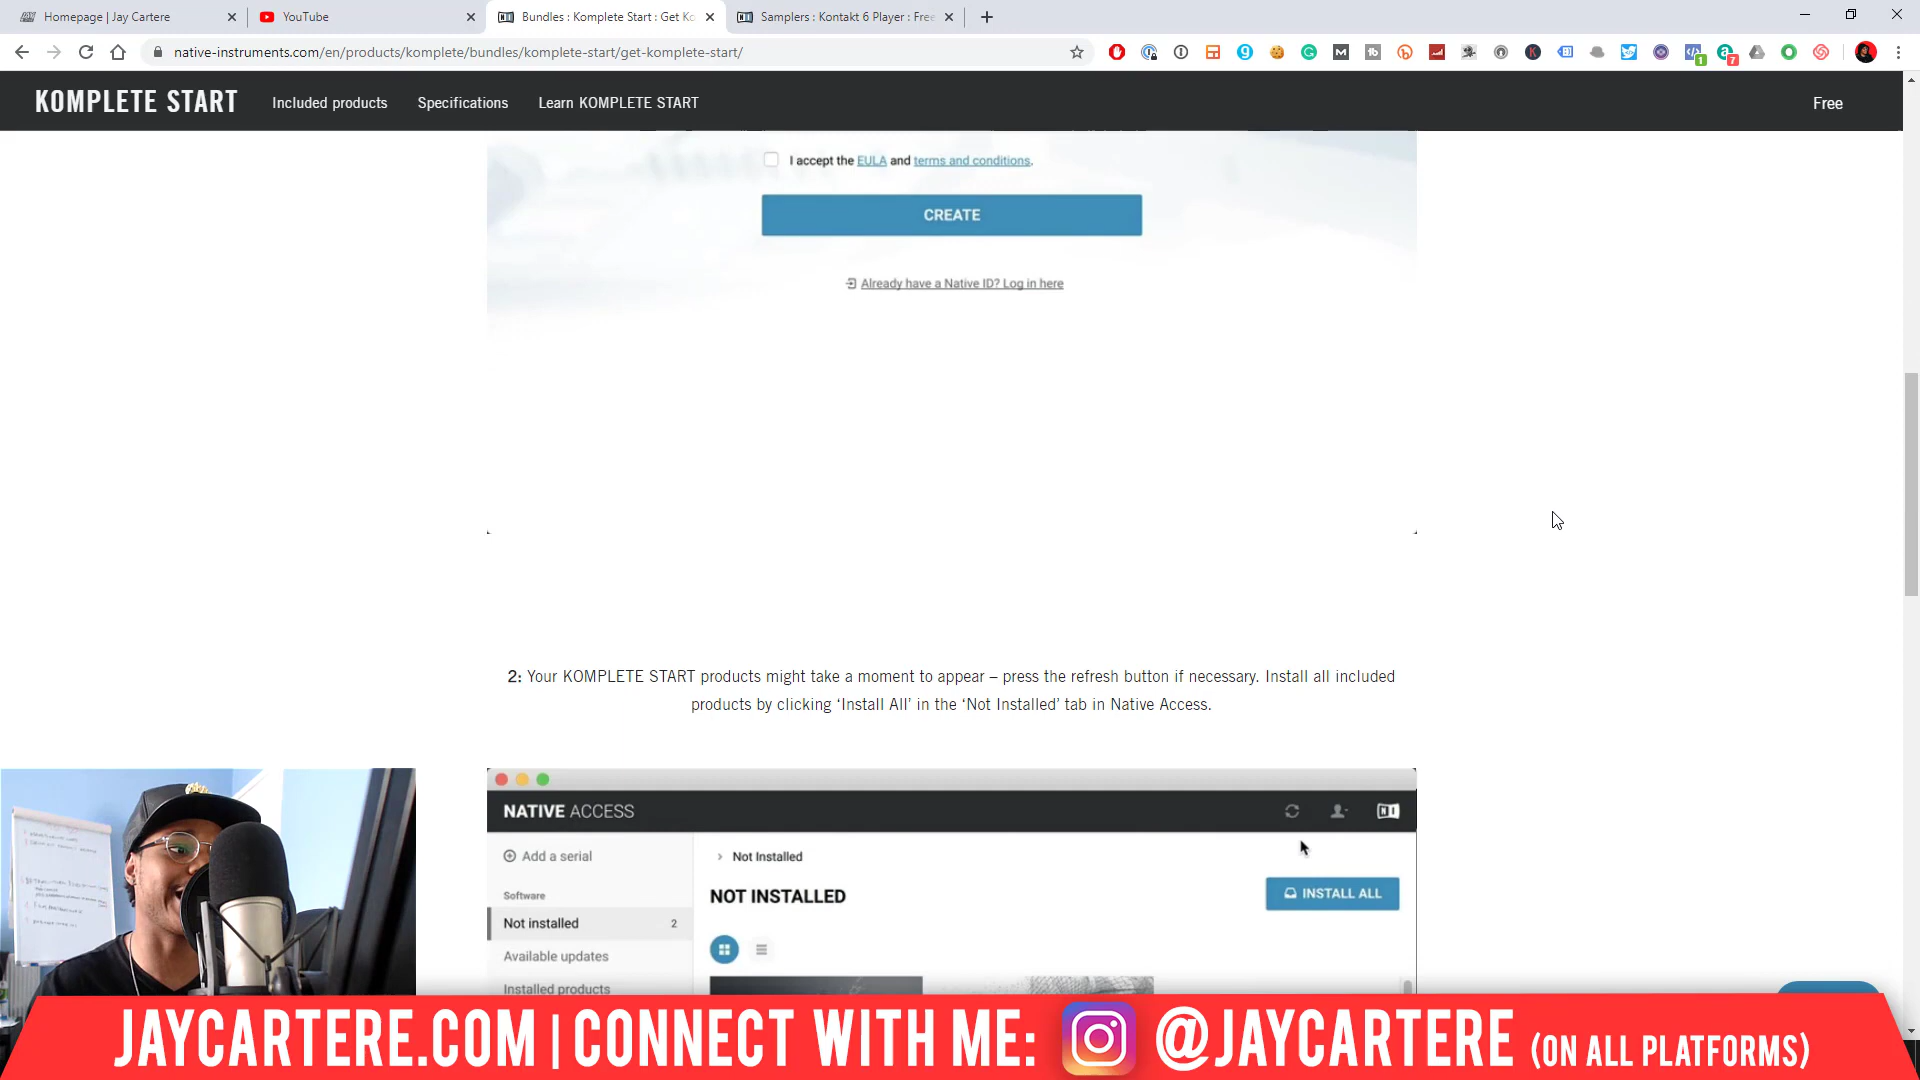 Homepage | Jay Cartere
YouTube
Bundles : Komplete Start : Get Ko
Samplers : Kontakt 6 Player : Free
native-instruments.com/en/products/komplete/bundles/komplete-start/get-komplete-start/
KOMPLETE START
Included products
Specifications
Learn KOMPLETE START
Free
I accept the EULA and terms and conditions.
CREATE
Already have a Native ID? Log in here
2: Your KOMPLETE START products might take a moment to appear – press the refresh button if necessary. Install all included
products by clicking ‘Install All’ in the ‘Not Installed’ tab in Native Access.
NATIVE ACCESS
Add a serial
Software
Not installed 2
Available updates
Installed products
Not Installed
NOT INSTALLED
INSTALL ALL
JAYCARTERE.COM | CONNECT WITH ME: @JAYCARTERE (ON ALL PLATFORMS)